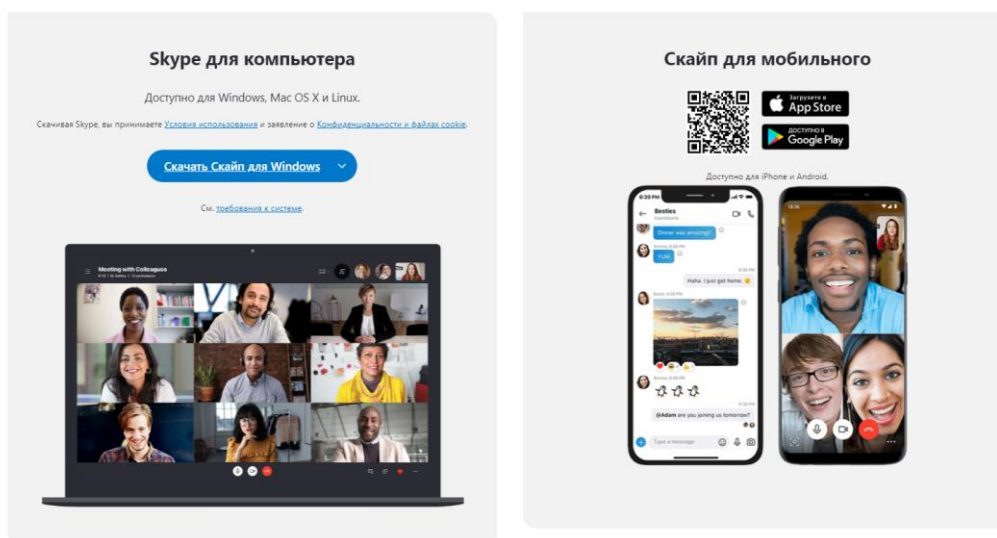 Skype для компьютера
Доступно для Windows, Mac OS X и Linux.
Скачивая Skype, вы принимаете Условия использования и заявление о Конфиденциальности и файлах cookie.
Скачать Скайп для Windows
См. требования к системе.
Meeting with Colleagues
Скайп для мобильного
Загрузите в
App Store
ДОСТУПНО В
Google Play
Доступно для iPhone и Android.
Besties
Dinner was amazing!!
YUM
Haha, I just got home.
@Adam are you joining us tomorrow?
Type a message